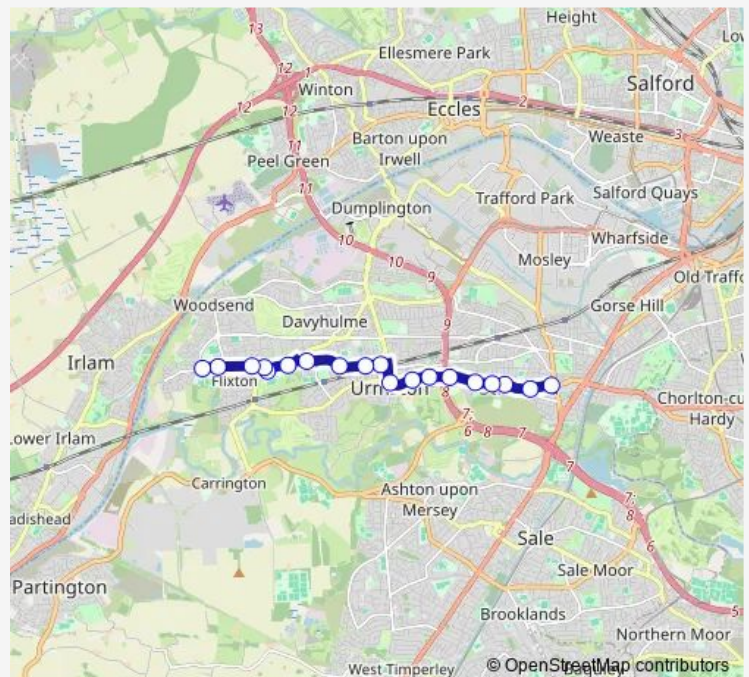 Height
13
Ellesmere Park
12
1
Winton
12
12
Salford
Eccles
2
3
Weaste
11
Barton upon
Irwell
Peel Green
11
Trafford Park
Salford Quays
Dumplington
Wharfside
10
10
Mosley
9
Old Traffo
Woodsend
Gorse Hill
Davyhulme
9
Irlam
Flixton
8
Chorlton-cu
Hardy
Lower Irlam
7;
6
8
7
7
Carrington
Ashton upon
Mersey
7;
8
adishead
Sale
6
Sale Moor
Partington
5
Brooklands
Northern Moor
West Timperley
© OpenStreetMap contributors